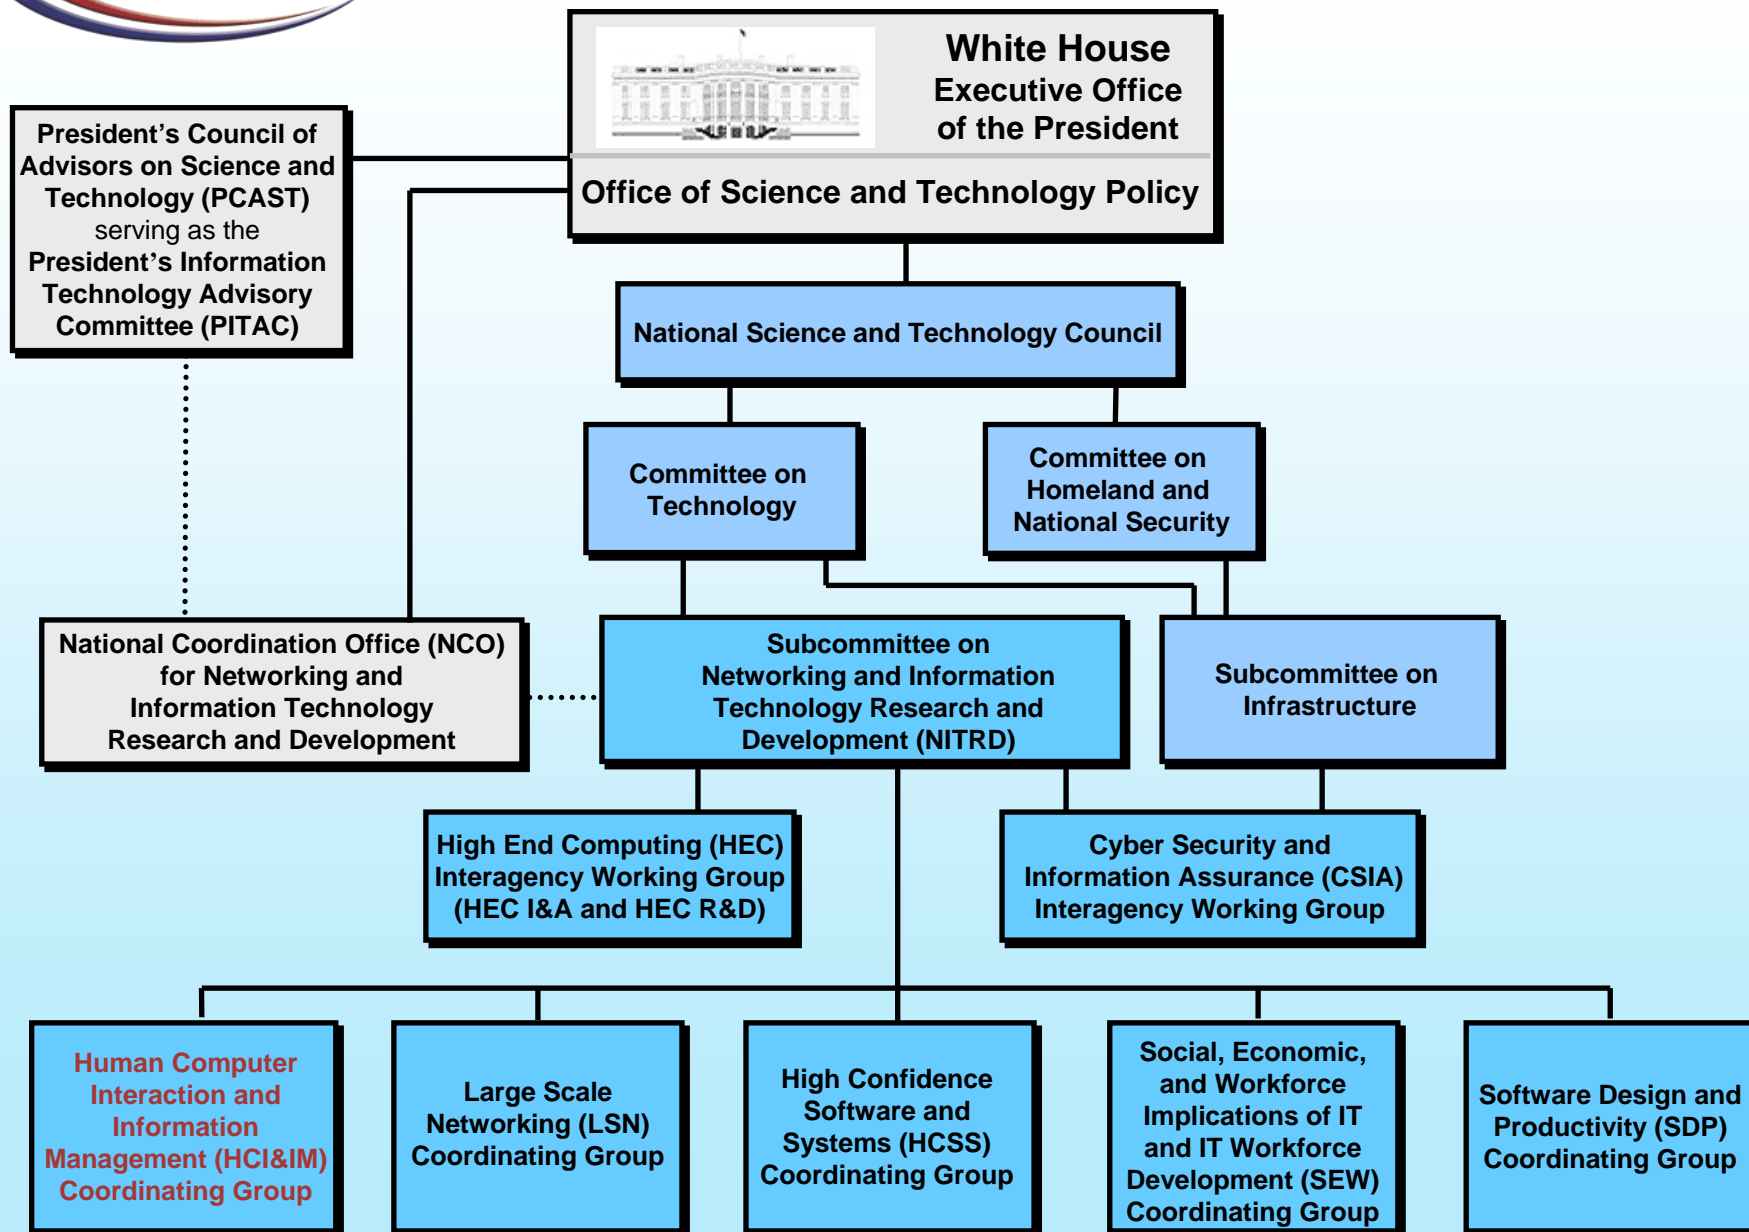 White House
Executive Office
of the President
Office of Science and Technology Policy
President’s Council of
Advisors on Science and
Technology (PCAST)
serving as the
President’s Information
Technology Advisory
Committee (PITAC)
National Science and Technology Council
Committee on
Technology
Committee on
Homeland and
National Security
National Coordination Office (NCO)
for Networking and
Information Technology
Research and Development
Subcommittee on
Networking and Information
Technology Research and
Development (NITRD)
Subcommittee on
Infrastructure
High End Computing (HEC)
Interagency Working Group
(HEC I&A and HEC R&D)
Cyber Security and
Information Assurance (CSIA)
Interagency Working Group
Human Computer
Interaction and
Information
Management (HCI&IM)
Coordinating Group
Large Scale
Networking (LSN)
Coordinating Group
High Confidence
Software and
Systems (HCSS)
Coordinating Group
Social, Economic,
and Workforce
Implications of IT
and IT Workforce
Development (SEW)
Coordinating Group
Software Design and
Productivity (SDP)
Coordinating Group